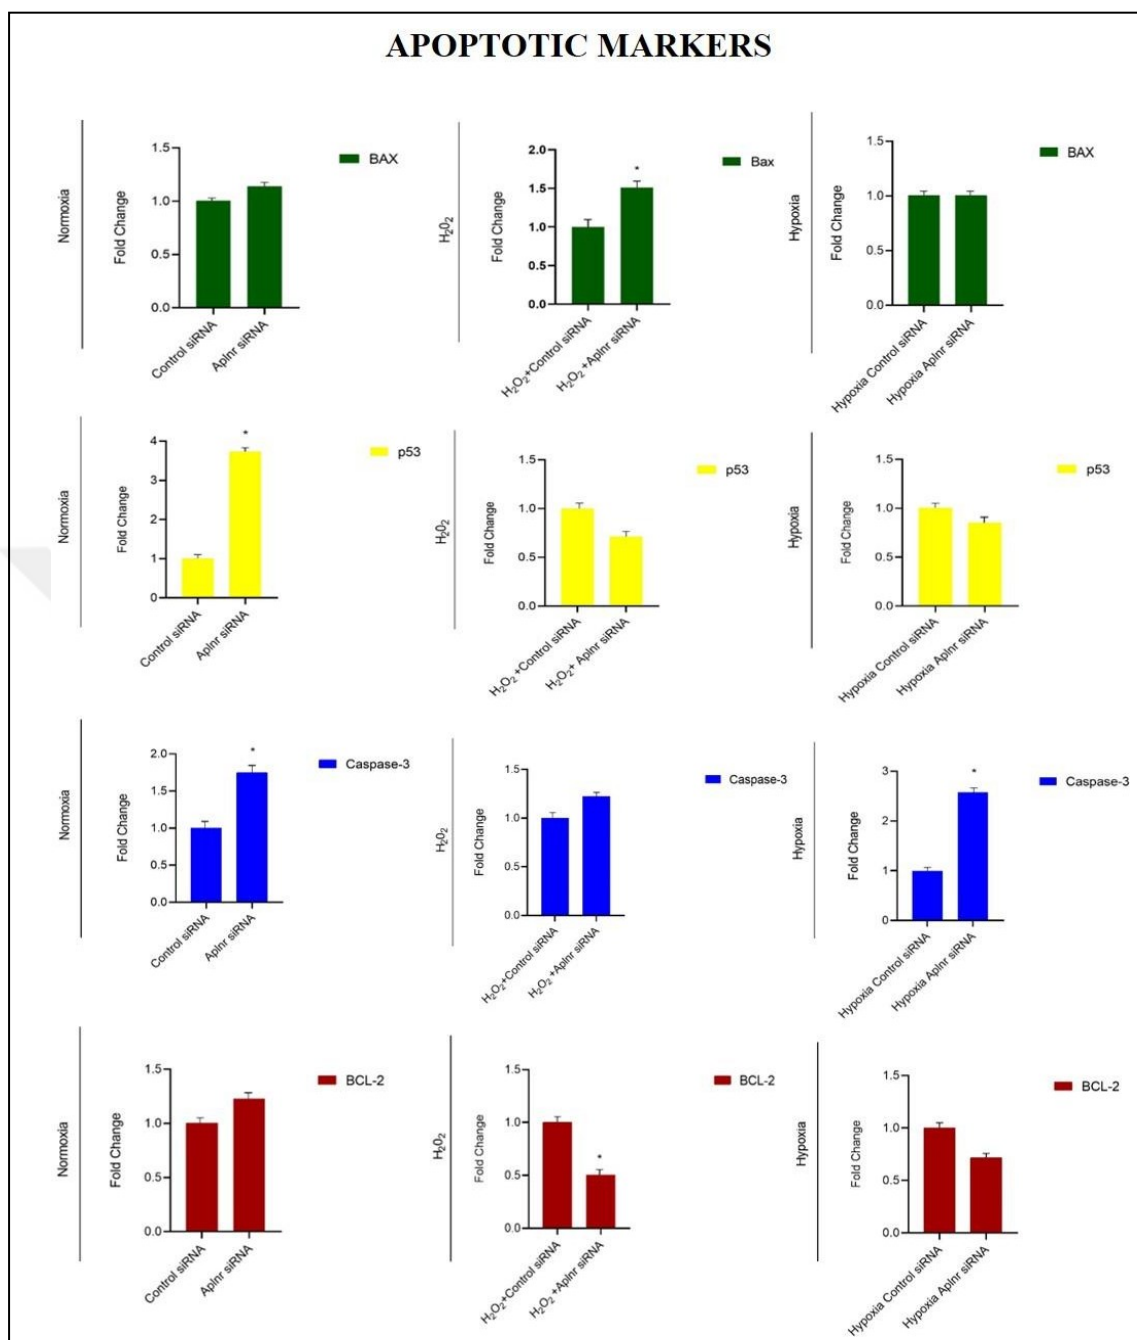 APOPTOTIC MARKERS
Normoxia
Fold Change
1.5
1.0
0.5
0.0
Control siRNA
Aplnr siRNA
BAX
H₂0₂
Fold Change
2.0
1.5
1.0
0.5
0.0
*
H₂O₂+Control siRNA
H₂O₂ +Aplnr siRNA
Bax
Hypoxia
Fold Change
1.5
1.0
0.5
0.0
Hypoxia Control siRNA
Hypoxia Aplnr siRNA
BAX
Normoxia
Fold Change
4
3
2
1
0
*
Control siRNA
Aplnr siRNA
p53
H₂0₂
Fold Change
1.5
1.0
0.5
0.0
H₂O₂ +Control siRNA
H₂O₂+ Aplnr siRNA
p53
Hypoxia
Fold Change
1.5
1.0
0.5
0.0
Hypoxia Control siRNA
Hypoxia Aplnr siRNA
p53
Normoxia
Fold Change
2.0
1.5
1.0
0.5
0.0
*
Control siRNA
Aplnr siRNA
Caspase-3
H₂0₂
Fold Change
1.5
1.0
0.5
0.0
H₂O₂+Control siRNA
H₂O₂ +Aplnr siRNA
Caspase-3
Hypoxia
Fold Change
3
2
1
0
*
Hypoxia Control siRNA
Hypoxia Aplnr siRNA
Caspase-3
Normoxia
Fold Change
1.5
1.0
0.5
0.0
Control siRNA
Aplnr siRNA
BCL-2
H₂0₂
Fold Change
1.5
1.0
0.5
0.0
*
H₂O₂+Control siRNA
H₂O₂ +Aplnr siRNA
BCL-2
Hypoxia
Fold Change
1.5
1.0
0.5
0.0
Hypoxia Control siRNA
Hypoxia Aplnr siRNA
BCL-2